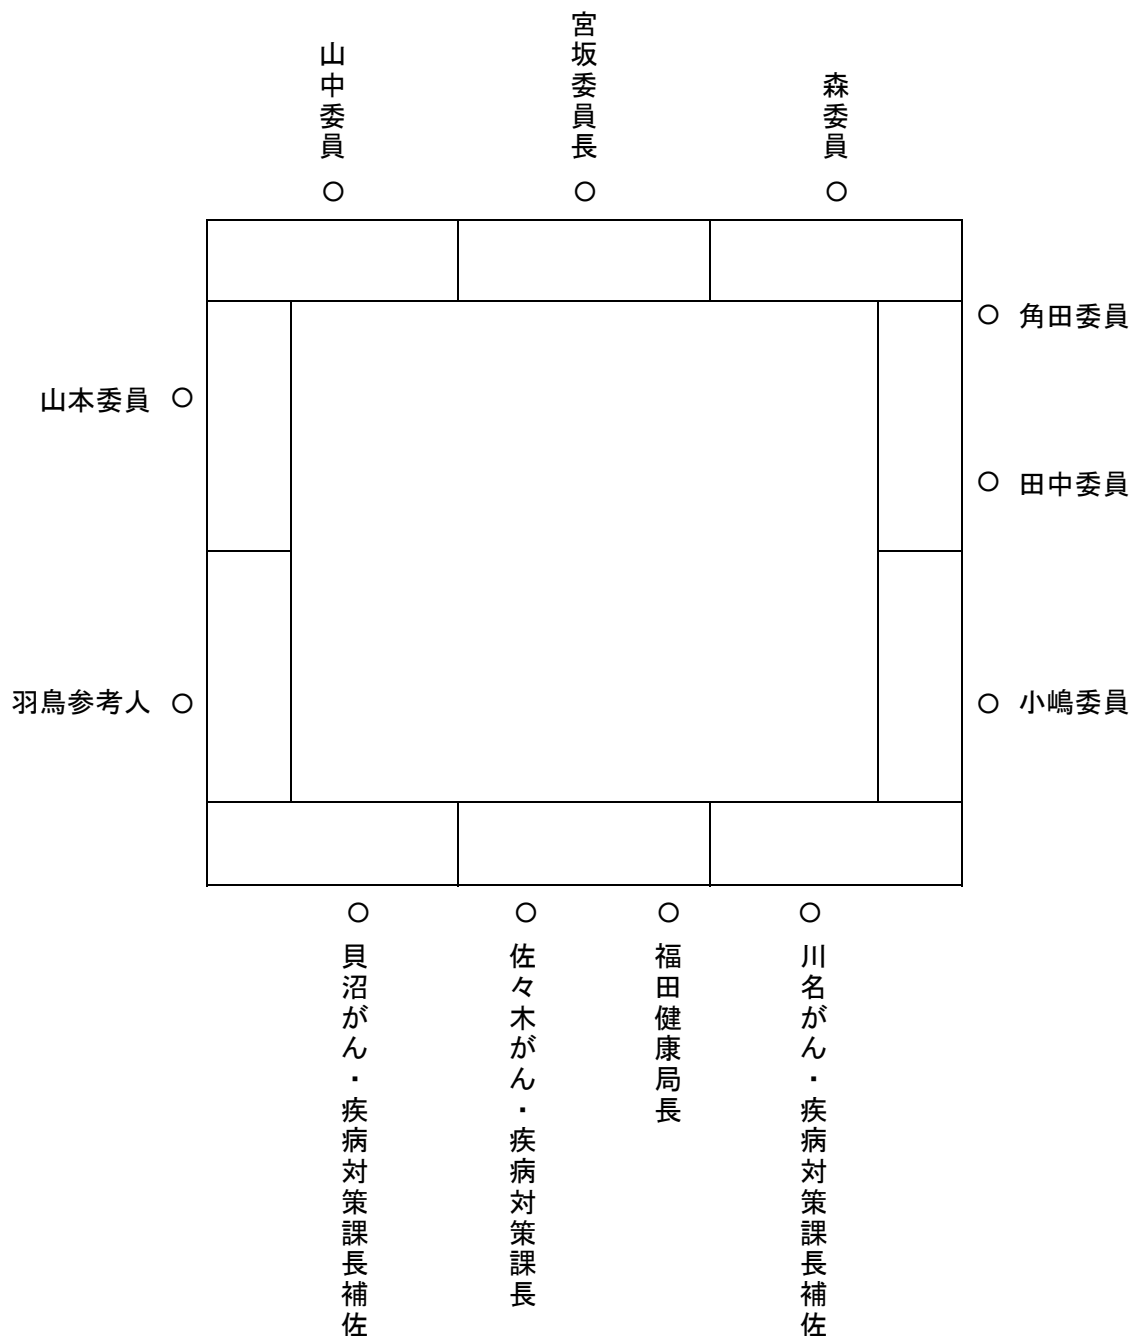 山中委員
宮坂委員長
森委員
角田委員
山本委員
田中委員
羽鳥参考人
小嶋委員
貝沼がん・疾病対策課長補佐
佐々木がん・疾病対策課長
福田健康局長
川名がん・疾病対策課長補佐